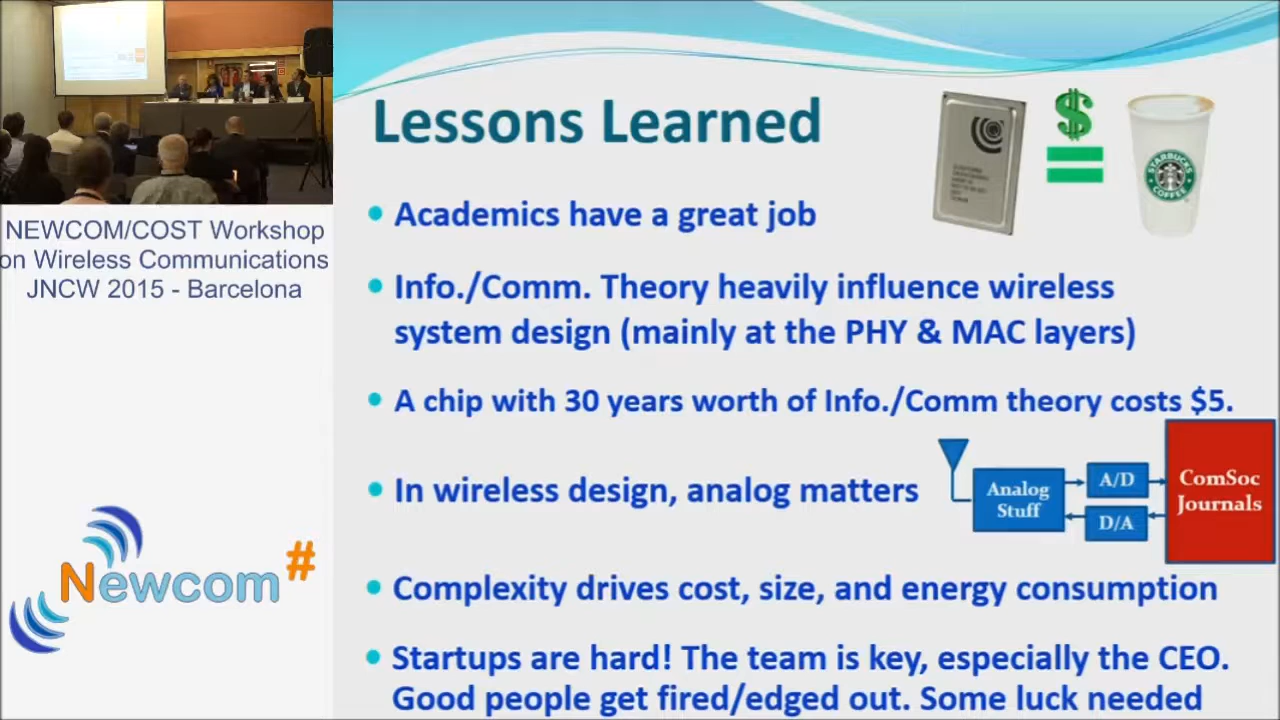 Lessons Learned
$
STARBUCKS
COFFEE
• Academics have a great job
• Info./Comm. Theory heavily influence wireless
system design (mainly at the PHY & MAC layers)
• A chip with 30 years worth of Info./Comm theory costs $5.
• In wireless design, analog matters
Analog
Stuff
A/D
D/A
ComSoc
Journals
• Complexity drives cost, size, and energy consumption
• Startups are hard! The team is key, especially the CEO.
Good people get fired/edged out. Some luck needed
NEWCOM/COST Workshop
on Wireless Communications
JNCW 2015 - Barcelona
Newcom#